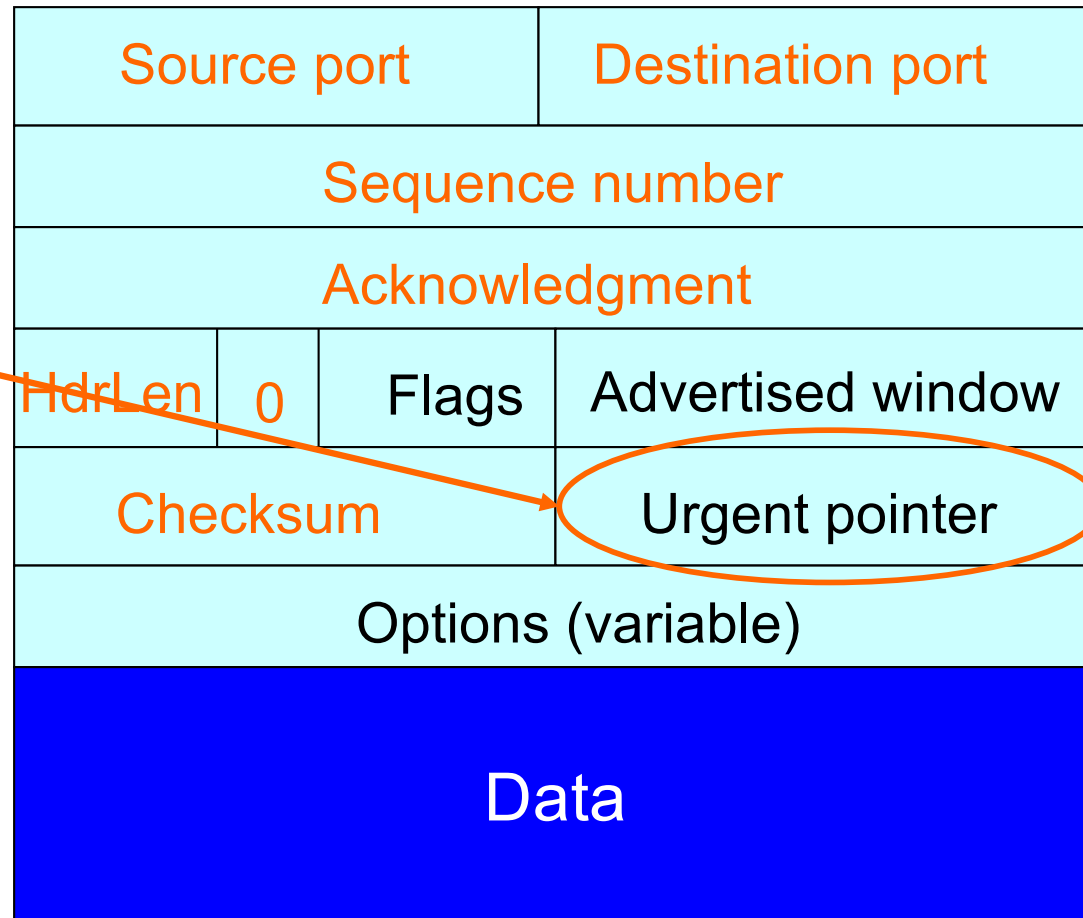 Source port Destination port
Sequence number
Acknowledgment
HdrLen 0 Flags Advertised window
Checksum Urgent pointer
Options (variable)
Data